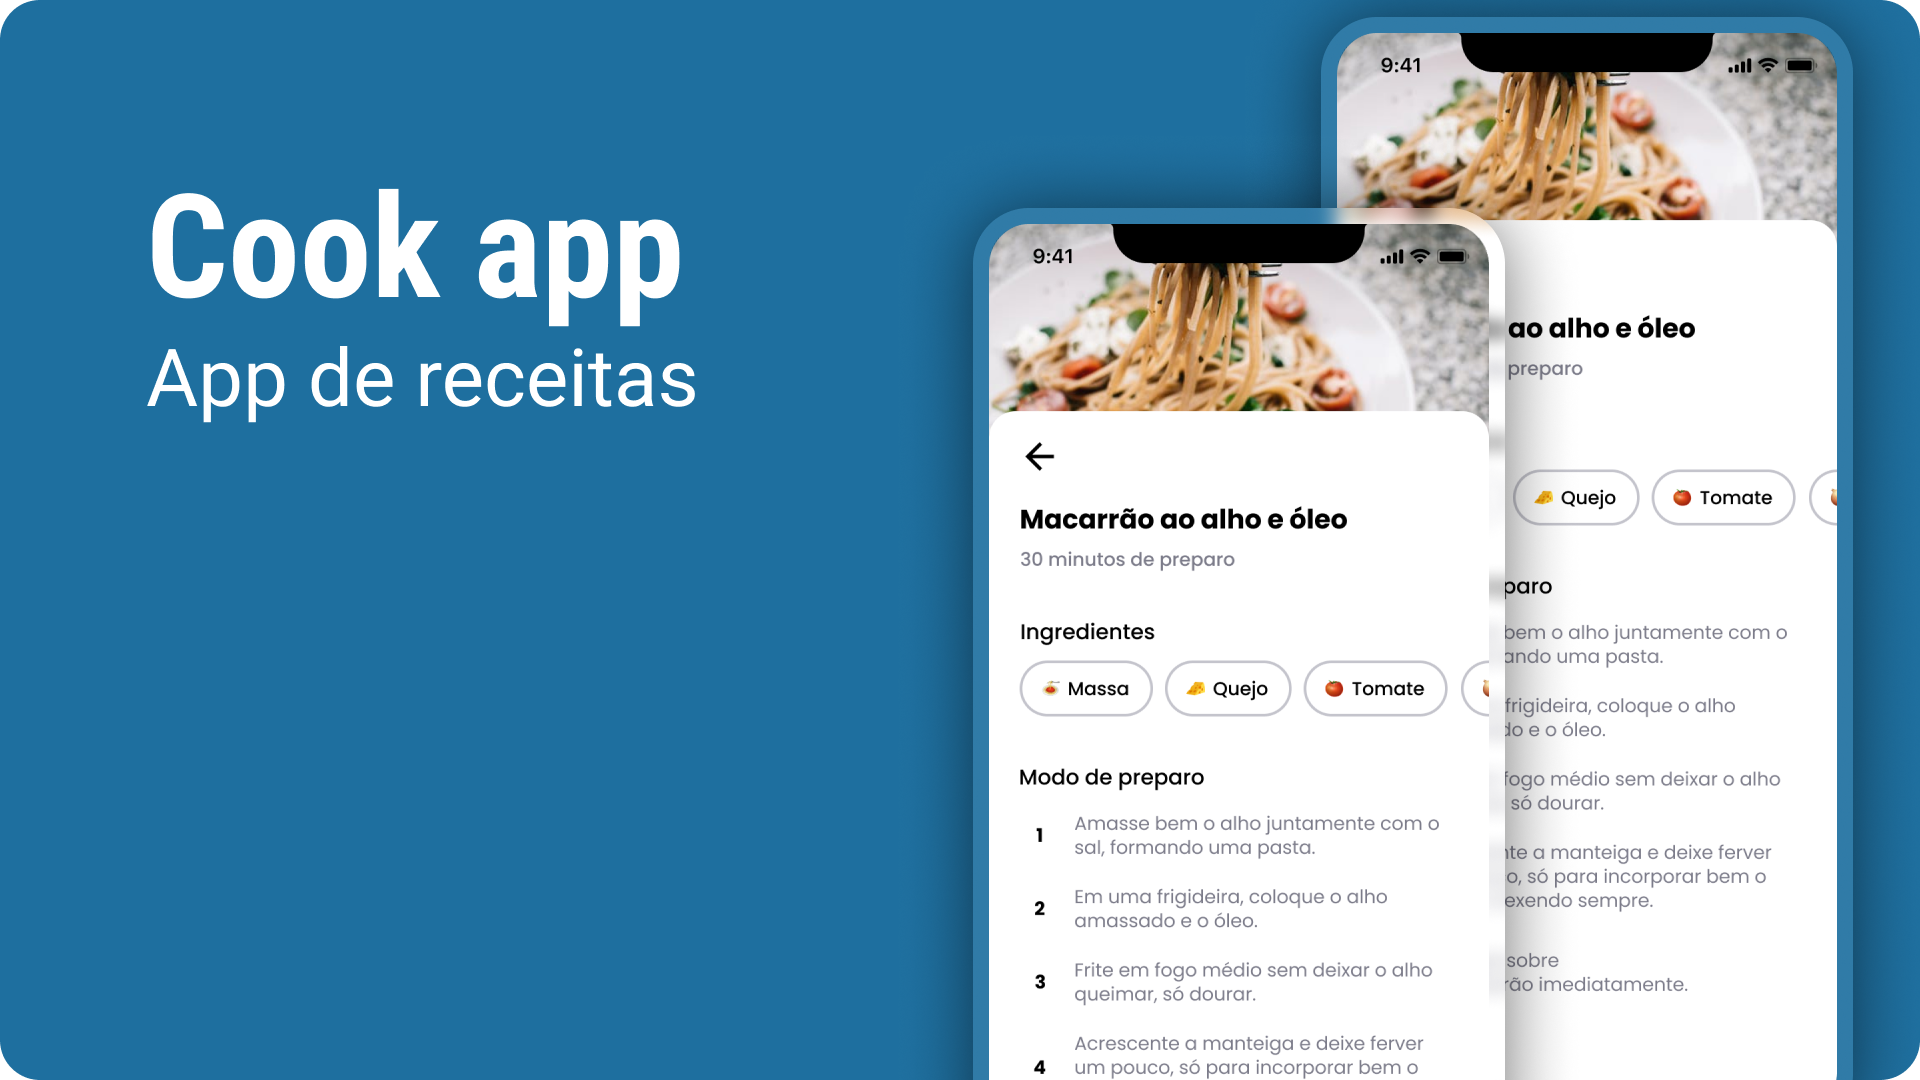 Cook app
App de receitas
9:41
Macarrão ao alho e óleo
30 minutos de preparo
Ingredientes
Massa
Quejo
Tomate
Modo de preparo
1
Amasse bem o alho juntamente com o
sal, formando uma pasta.
2
Em uma frigideira, coloque o alho
amassado e o óleo.
3
Frite em fogo médio sem deixar o alho
queimar, só dourar.
4
Acrescente a manteiga e deixe ferver
um pouco, só para incorporar bem o
9:41
ao alho e óleo
preparo
Quejo
Tomate
paro
bem o alho juntamente com o
ando uma pasta.
frigideira, coloque o alho
do e o óleo.
fogo médio sem deixar o alho
só dourar.
nte a manteiga e deixe ferver
o, só para incorporar bem o
exendo sempre.
sobre
rão imediatamente.